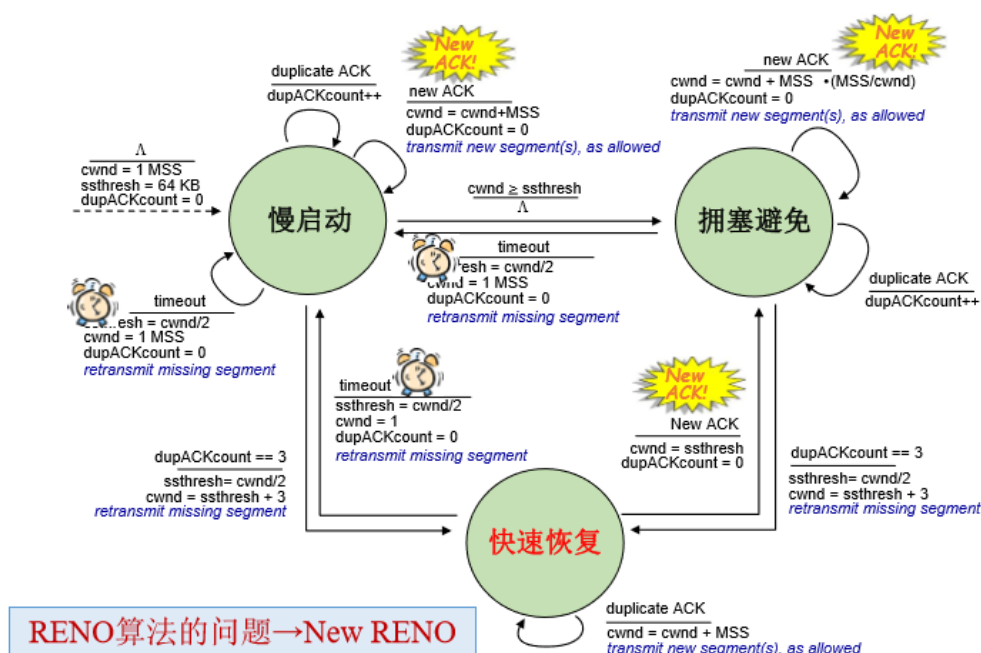 New
ACK!
duplicate ACK
dupACKcount++
new ACK
cwnd = cwnd+MSS
dupACKcount = 0
transmit new segment(s), as allowed
New
ACK!
new ACK
cwnd = cwnd + MSS •(MSS/cwnd)
dupACKcount = 0
transmit new segment(s), as allowed
Λ
cwnd = 1 MSS
ssthresh = 64 KB
dupACKcount = 0
慢启动
cwnd ≥ ssthresh
Λ
拥塞避免
timeout
esh = cwnd/2
cwnd = 1 MSS
dupACKcount = 0
retransmit missing segment
duplicate ACK
dupACKcount++
timeout
ssthresh = cwnd/2
cwnd = 1 MSS
dupACKcount = 0
retransmit missing segment
timeout
ssthresh = cwnd/2
cwnd = 1
dupACKcount = 0
retransmit missing segment
New
ACK!
New ACK
cwnd = ssthresh
dupACKcount = 0
dupACKcount == 3
ssthresh= cwnd/2
cwnd = ssthresh + 3
retransmit missing segment
dupACKcount == 3
ssthresh= cwnd/2
cwnd = ssthresh + 3
retransmit missing segment
快速恢复
duplicate ACK
cwnd = cwnd + MSS
transmit new segment(s), as allowed
RENO算法的问题→New RENO